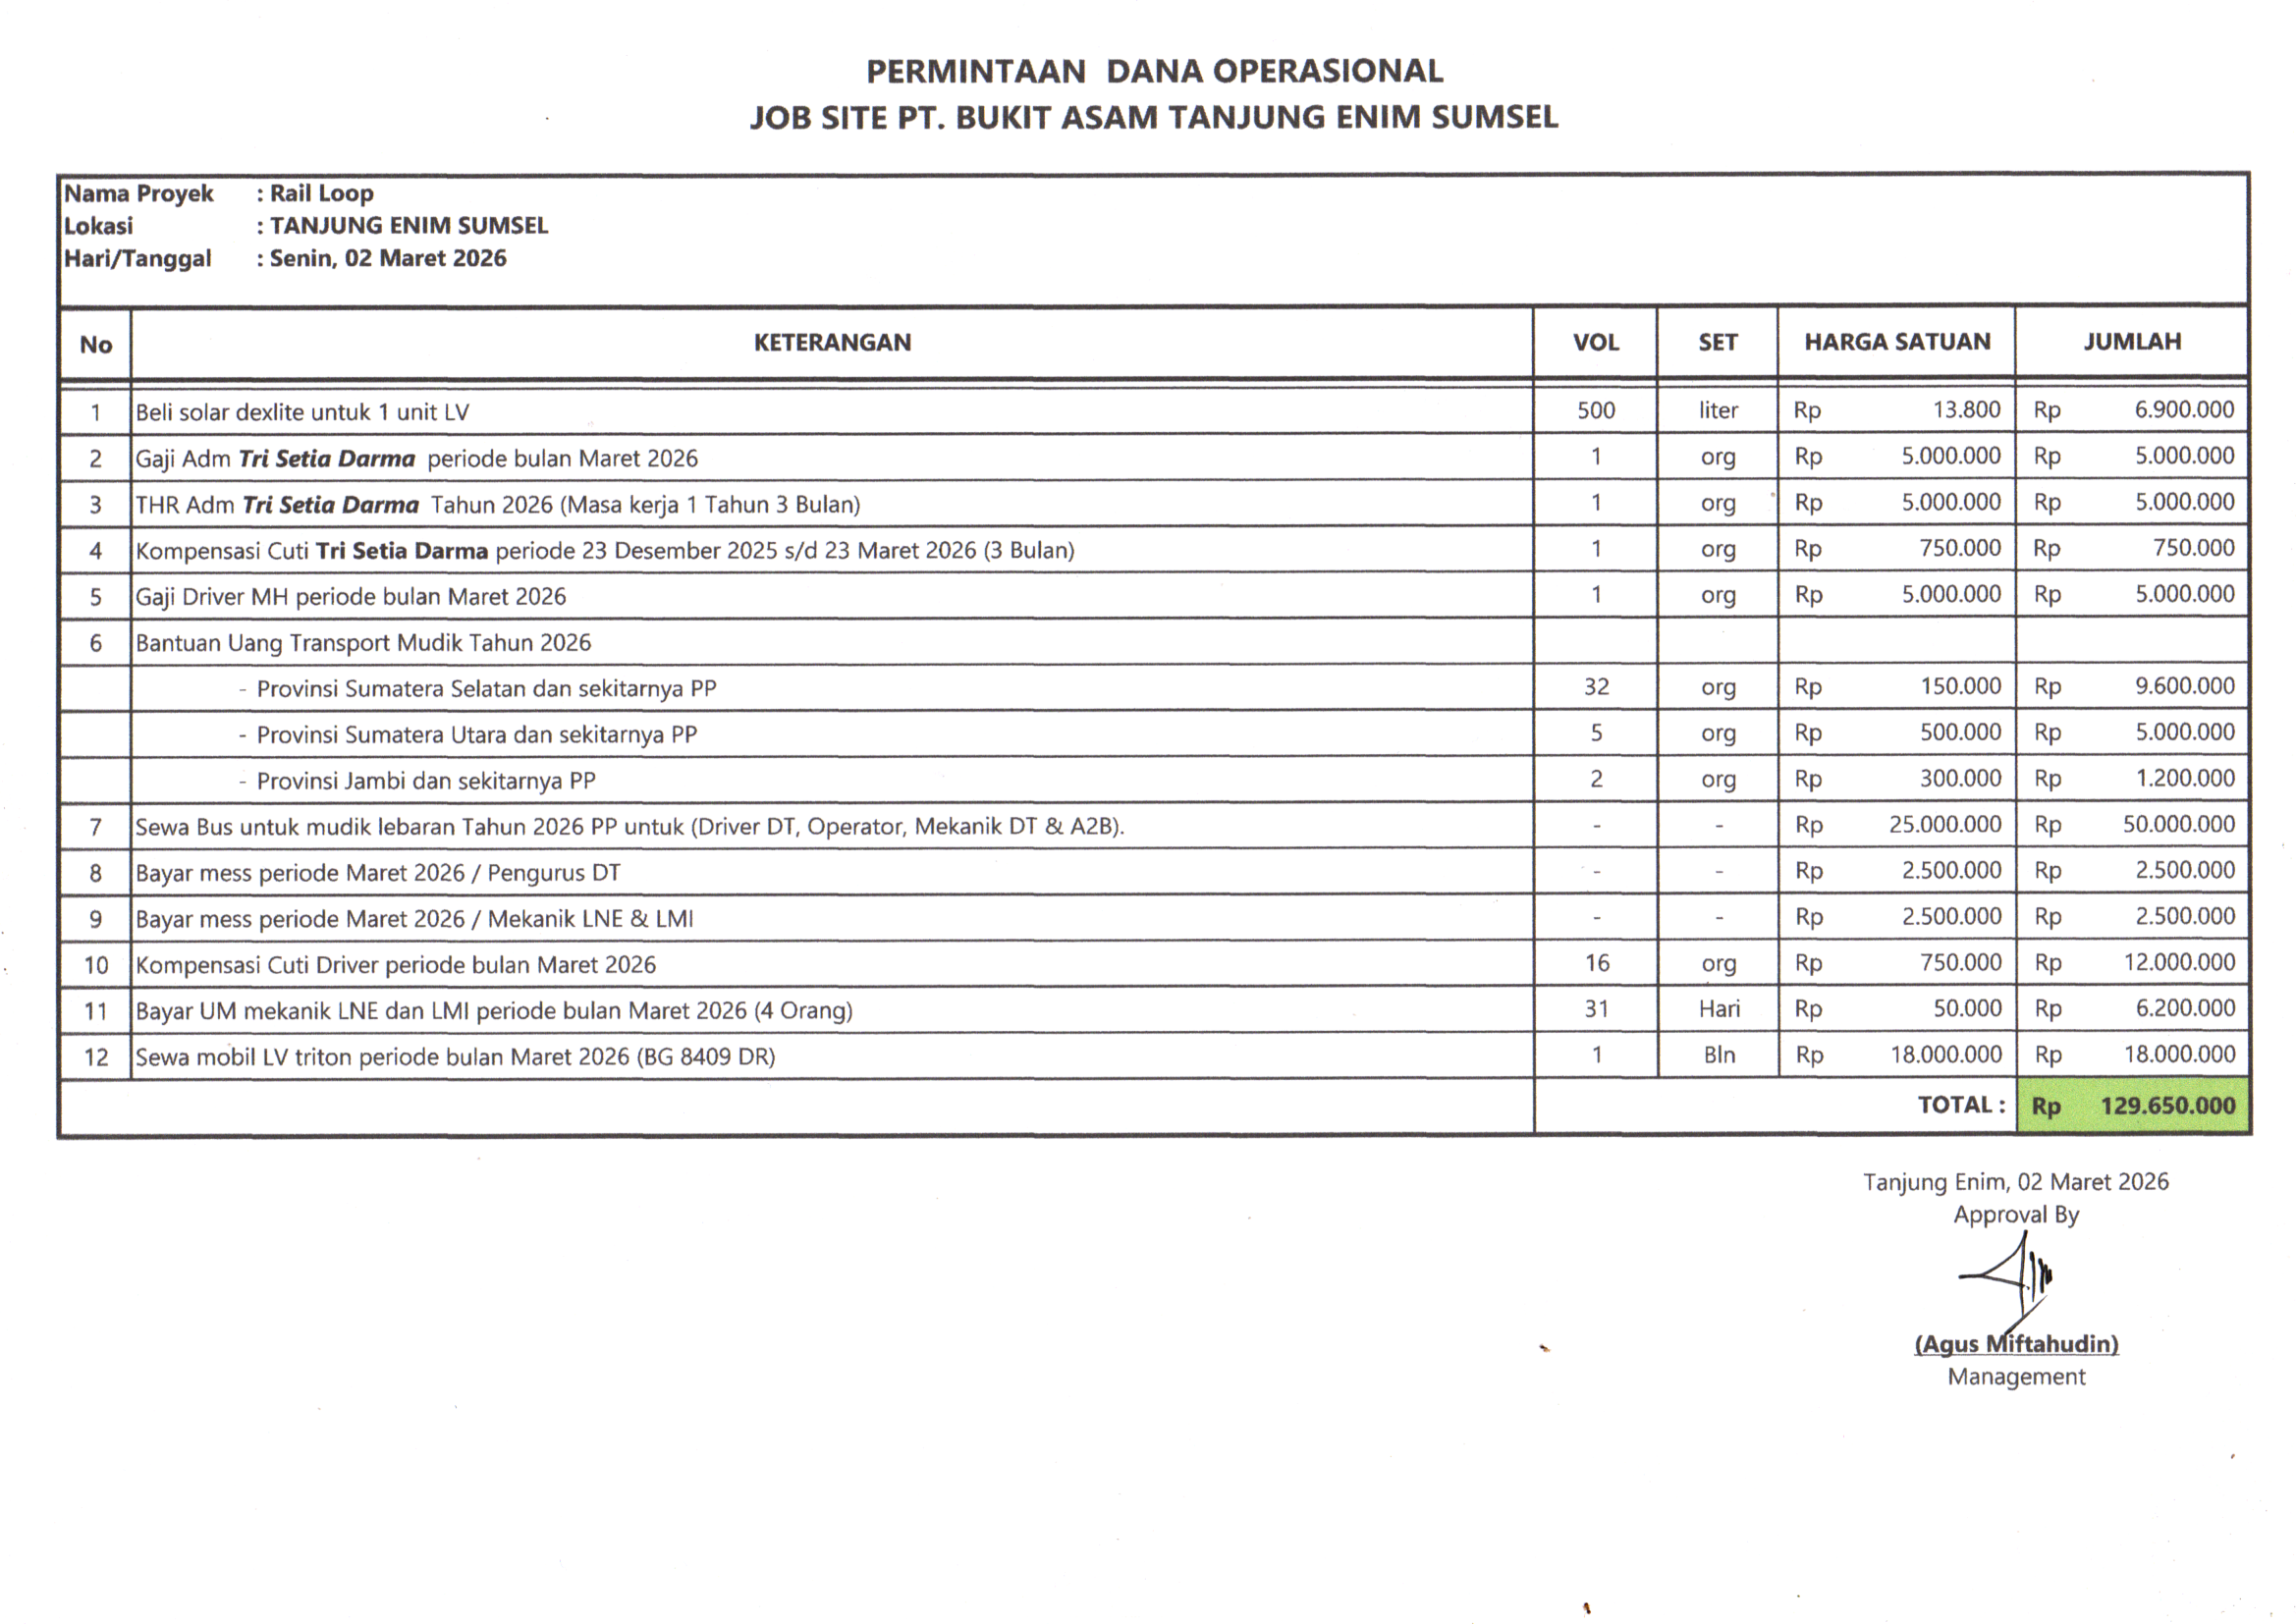 PERMINTAAN DANA OPERASIONAL
JOB SITE PT. BUKIT ASAM TANJUNG ENIM SUMSEL
Nama Proyek : Rail Loop
Lokasi : TANJUNG ENIM SUMSEL
Hari/Tanggal : Senin, 02 Maret 2026
No KETERANGAN VOL SET HARGA SATUAN JUMLAH
1 Beli solar dexlite untuk 1 unit LV 500 liter Rp 13.800 Rp 6.900.000
2 Gaji Adm Tri Setia Darma periode bulan Maret 2026 1 org Rp 5.000.000 Rp 5.000.000
3 THR Adm Tri Setia Darma Tahun 2026 (Masa kerja 1 Tahun 3 Bulan) 1 org Rp 5.000.000 Rp 5.000.000
4 Kompensasi Cuti Tri Setia Darma periode 23 Desember 2025 s/d 23 Maret 2026 (3 Bulan) 1 org Rp 750.000 Rp 750.000
5 Gaji Driver MH periode bulan Maret 2026 1 org Rp 5.000.000 Rp 5.000.000
6 Bantuan Uang Transport Mudik Tahun 2026
- Provinsi Sumatera Selatan dan sekitarnya PP 32 org Rp 150.000 Rp 9.600.000
- Provinsi Sumatera Utara dan sekitarnya PP 5 org Rp 500.000 Rp 5.000.000
- Provinsi Jambi dan sekitarnya PP 2 org Rp 300.000 Rp 1.200.000
7 Sewa Bus untuk mudik lebaran Tahun 2026 PP untuk (Driver DT, Operator, Mekanik DT & A2B). - - Rp 25.000.000 Rp 50.000.000
8 Bayar mess periode Maret 2026 / Pengurus DT - - Rp 2.500.000 Rp 2.500.000
9 Bayar mess periode Maret 2026 / Mekanik LNE & LMI - - Rp 2.500.000 Rp 2.500.000
10 Kompensasi Cuti Driver periode bulan Maret 2026 16 org Rp 750.000 Rp 12.000.000
11 Bayar UM mekanik LNE dan LMI periode bulan Maret 2026 (4 Orang) 31 Hari Rp 50.000 Rp 6.200.000
12 Sewa mobil LV triton periode bulan Maret 2026 (BG 8409 DR) 1 Bln Rp 18.000.000 Rp 18.000.000
TOTAL : Rp 129.650.000
Tanjung Enim, 02 Maret 2026
Approval By
(Agus Miftahudin)
Management